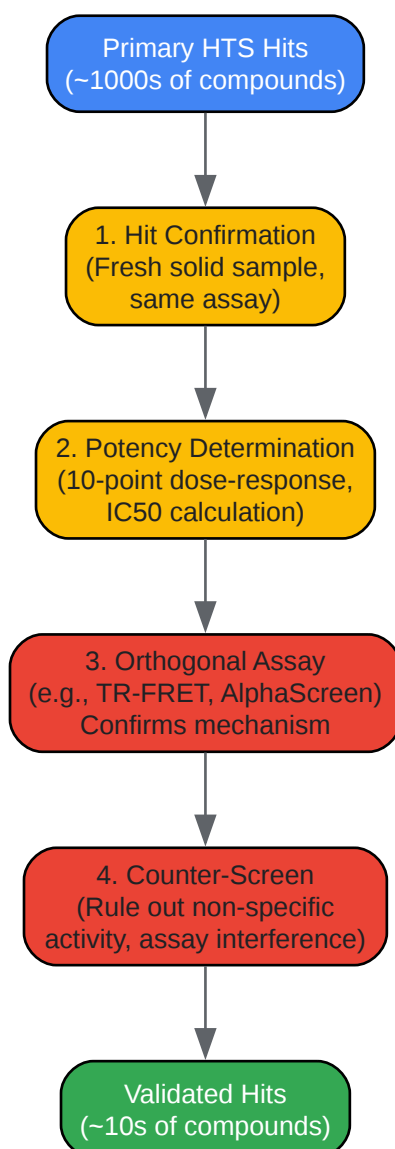 Primary HTS Hits
(~1000s of compounds)
1. Hit Confirmation
(Fresh solid sample,
same assay)
2. Potency Determination
(10-point dose-response,
IC50 calculation)
3. Orthogonal Assay
(e.g., TR-FRET, AlphaScreen)
Confirms mechanism
4. Counter-Screen
(Rule out non-specific
activity, assay interference)
Validated Hits
(~10s of compounds)